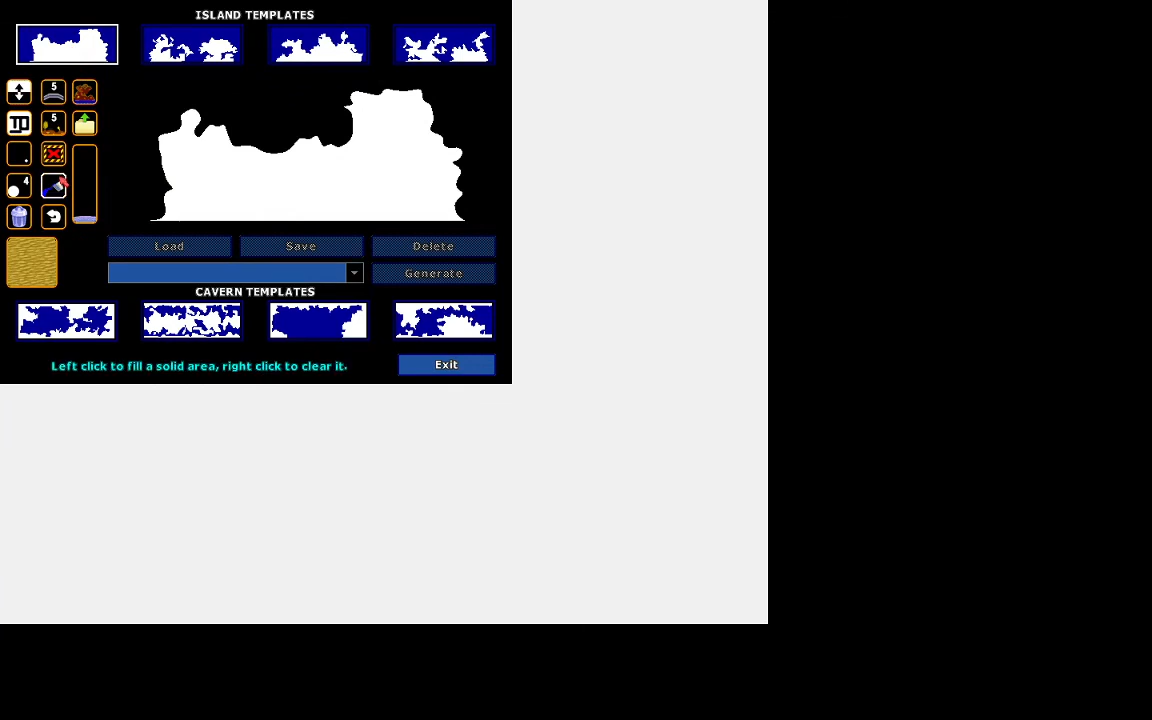 ISLAND TEMPLATES
5
5
4
Load Save Delete
Generate
CAVERN TEMPLATES
Left click to fill a solid area, right click to clear it.
Exit